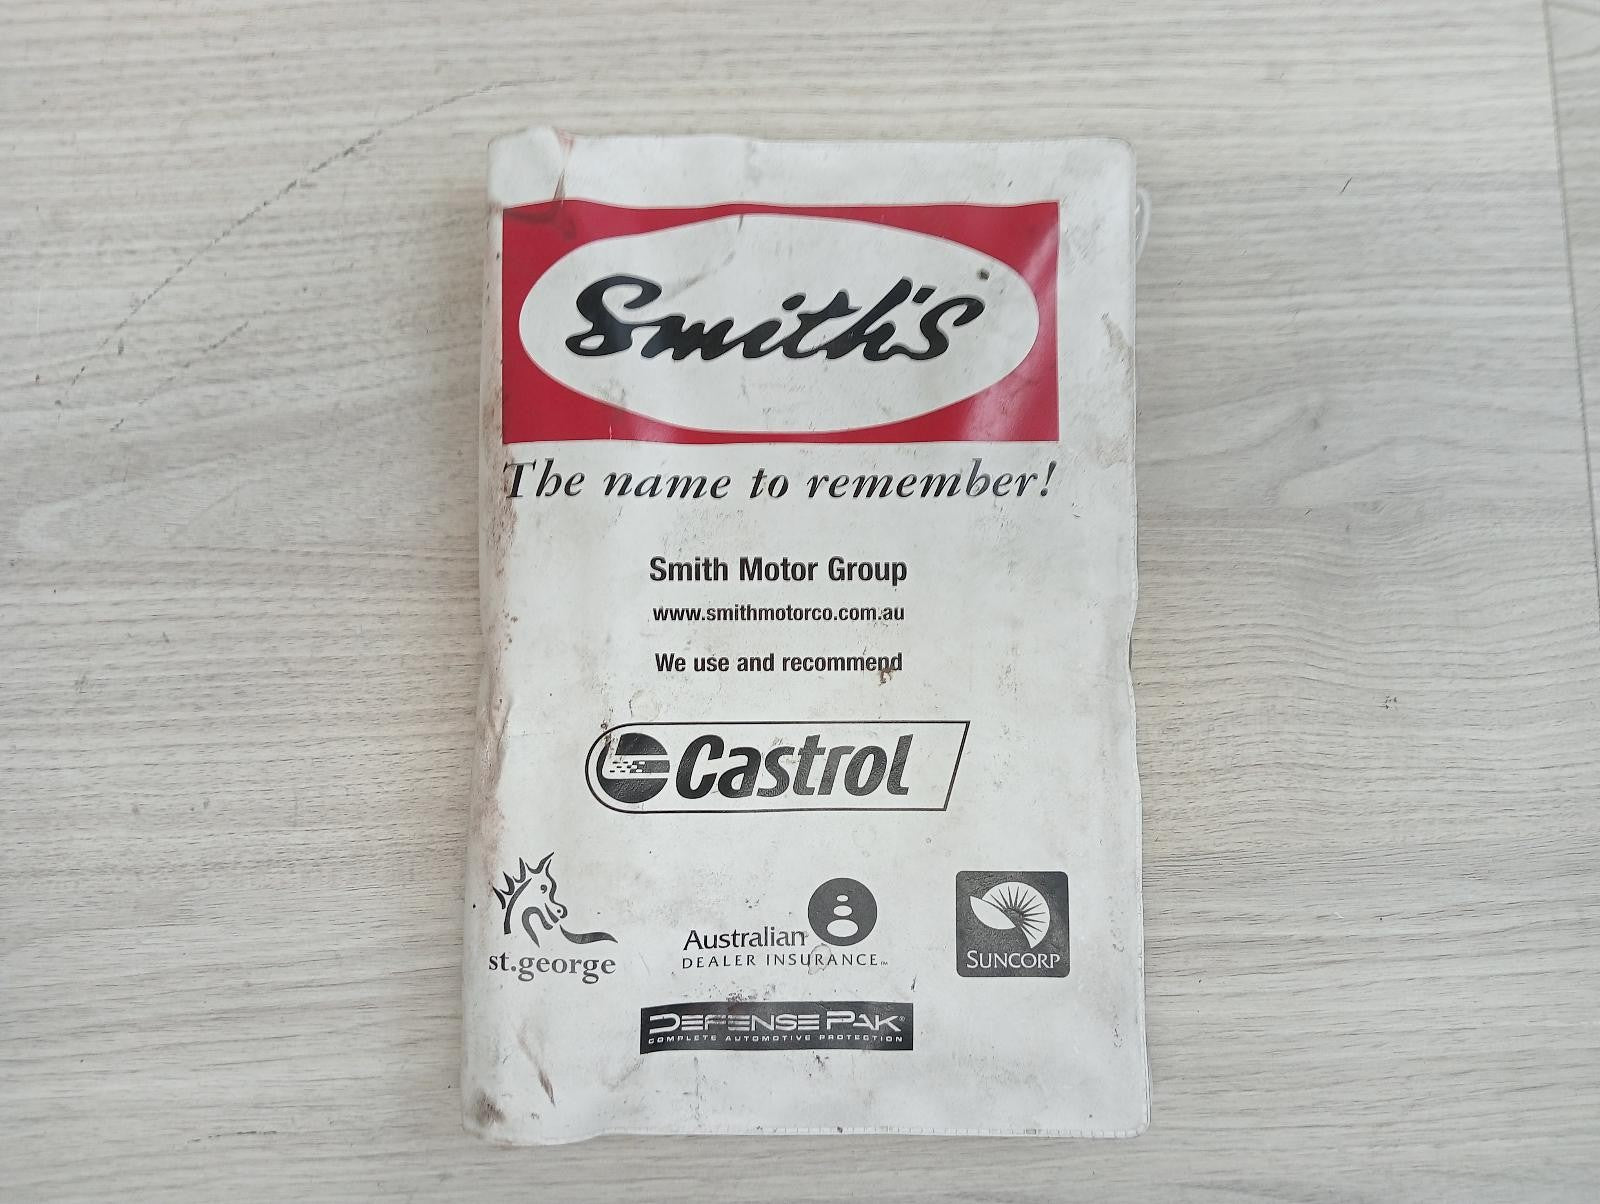 Smith's
The name to remember!
Smith Motor Group
www.smithmotorco.com.au
We use and recommend
Castrol
st.george
Australian
DEALER INSURANCE™
SUNCORP
DEFENSE PAK®
COMPLETE AUTOMOTIVE PROTECTION